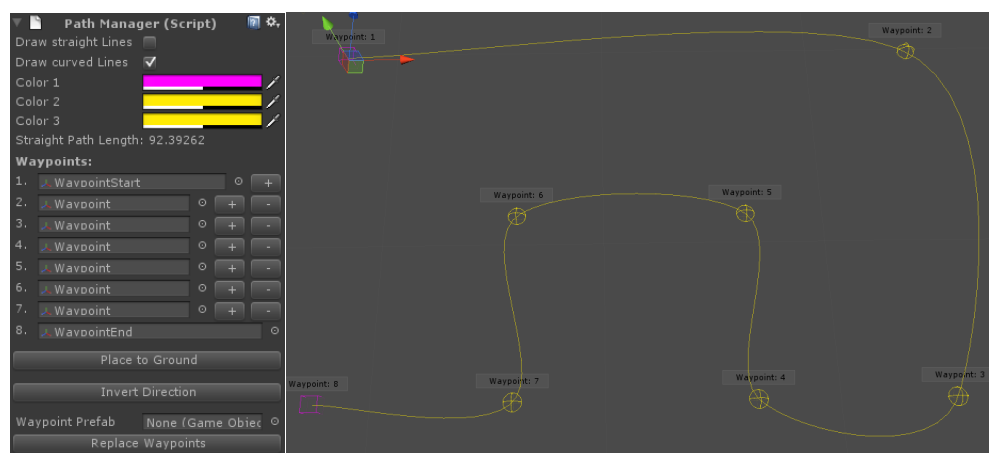 Path Manager (Script)
Draw straight Lines
Draw curved Lines
Color 1
Color 2
Color 3
Straight Path Length: 92.39262
Waypoints:
1. WaypointStart +
2. Waypoint + -
3. Waypoint + -
4. Waypoint + -
5. Waypoint + -
6. Waypoint + -
7. Waypoint + -
8. WaypointEnd
Place to Ground
Invert Direction
Waypoint Prefab None (Game Objec
Replace Waypoints
Waypoint: 1
Waypoint: 2
Waypoint: 6
Waypoint: 5
Waypoint: 8
Waypoint: 7
Waypoint: 4
Waypoint: 3